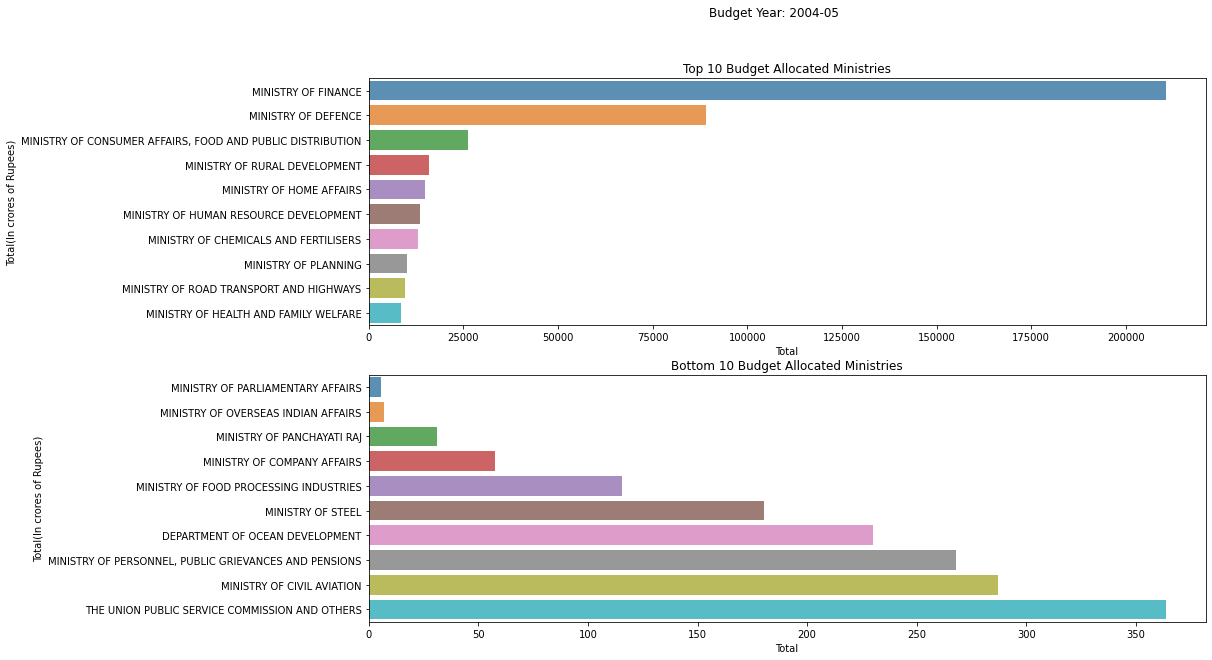 Budget Year: 2004-05
Top 10 Budget Allocated Ministries
Total(In crores of Rupees)
MINISTRY OF FINANCE
MINISTRY OF DEFENCE
MINISTRY OF CONSUMER AFFAIRS, FOOD AND PUBLIC DISTRIBUTION
MINISTRY OF RURAL DEVELOPMENT
MINISTRY OF HOME AFFAIRS
MINISTRY OF HUMAN RESOURCE DEVELOPMENT
MINISTRY OF CHEMICALS AND FERTILISERS
MINISTRY OF PLANNING
MINISTRY OF ROAD TRANSPORT AND HIGHWAYS
MINISTRY OF HEALTH AND FAMILY WELFARE
0 25000 50000 75000 100000 125000 150000 175000 200000
Total
Bottom 10 Budget Allocated Ministries
Total(In crores of Rupees)
MINISTRY OF PARLIAMENTARY AFFAIRS
MINISTRY OF OVERSEAS INDIAN AFFAIRS
MINISTRY OF PANCHAYATI RAJ
MINISTRY OF COMPANY AFFAIRS
MINISTRY OF FOOD PROCESSING INDUSTRIES
MINISTRY OF STEEL
DEPARTMENT OF OCEAN DEVELOPMENT
MINISTRY OF PERSONNEL, PUBLIC GRIEVANCES AND PENSIONS
MINISTRY OF CIVIL AVIATION
THE UNION PUBLIC SERVICE COMMISSION AND OTHERS
0 50 100 150 200 250 300 350
Total